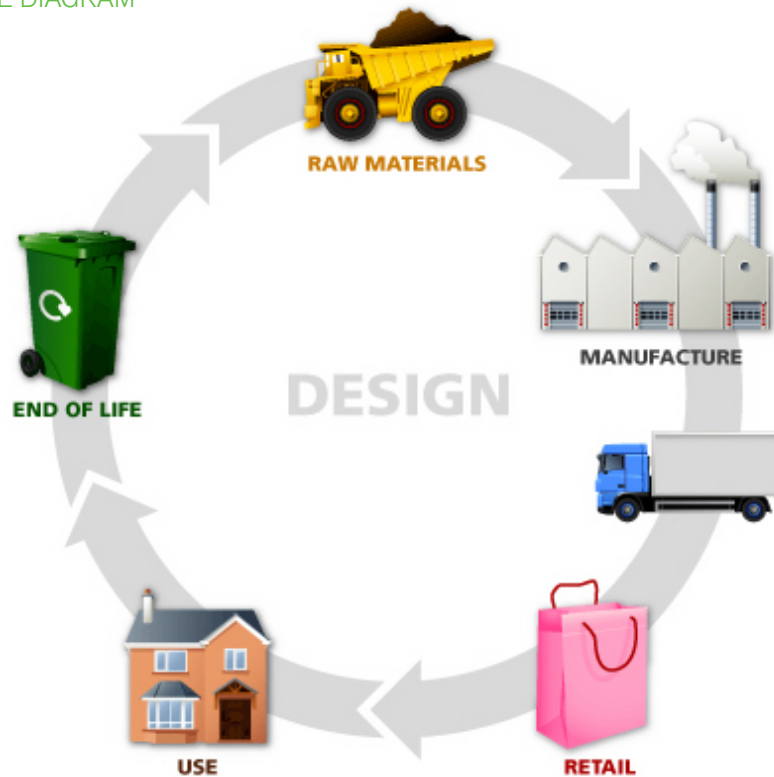 E DIAGRAM
RAW MATERIALS
MANUFACTURE
DESIGN
END OF LIFE
USE
RETAIL